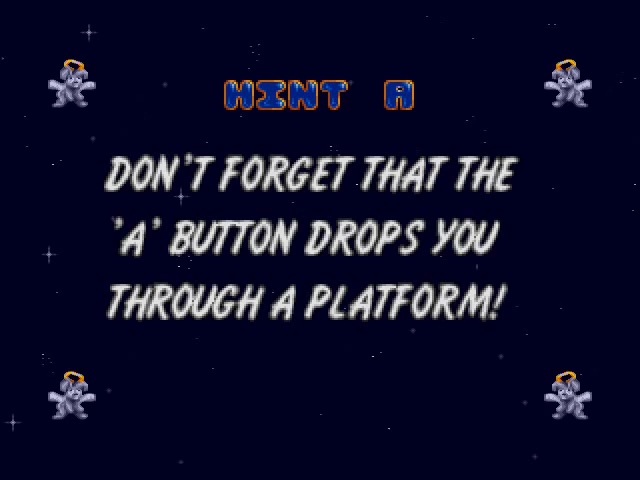 HINT A
DON'T FORGET THAT THE
'A' BUTTON DROPS YOU
THROUGH A PLATFORM!